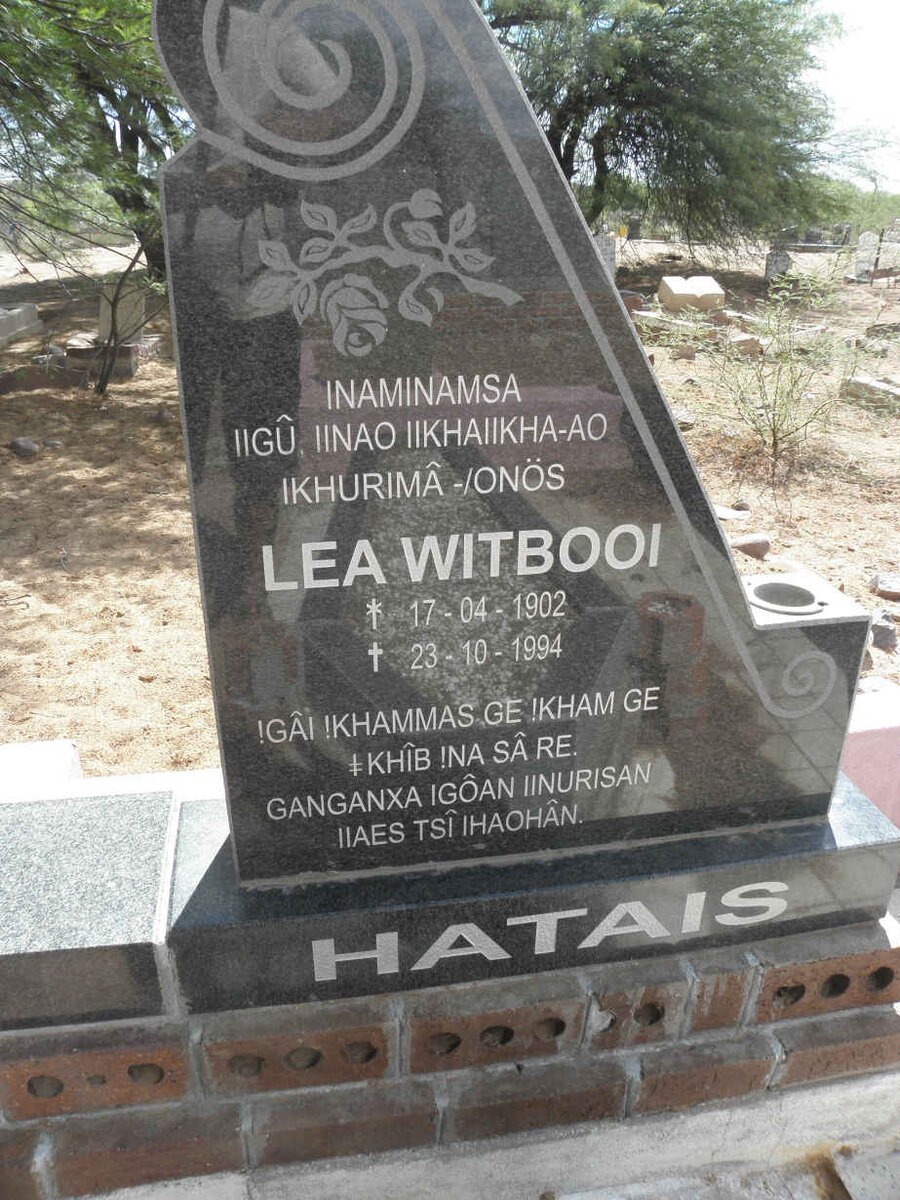 INAMINAMSA
IIGÛ, IINAO IIKHAIIKHA-AO
IKHURIMÂ -/ONÖS
LEA WITBOOI
* 17 - 04 - 1902
† 23 - 10 - 1994
!GÂI !KHAMMAS GE !KHAM GE
ǂKHÎB !NA SÂ RE.
GANGANXA IGÔAN IINURISAN
IIAES TSÎ IHAOHÂN.
HATAIS